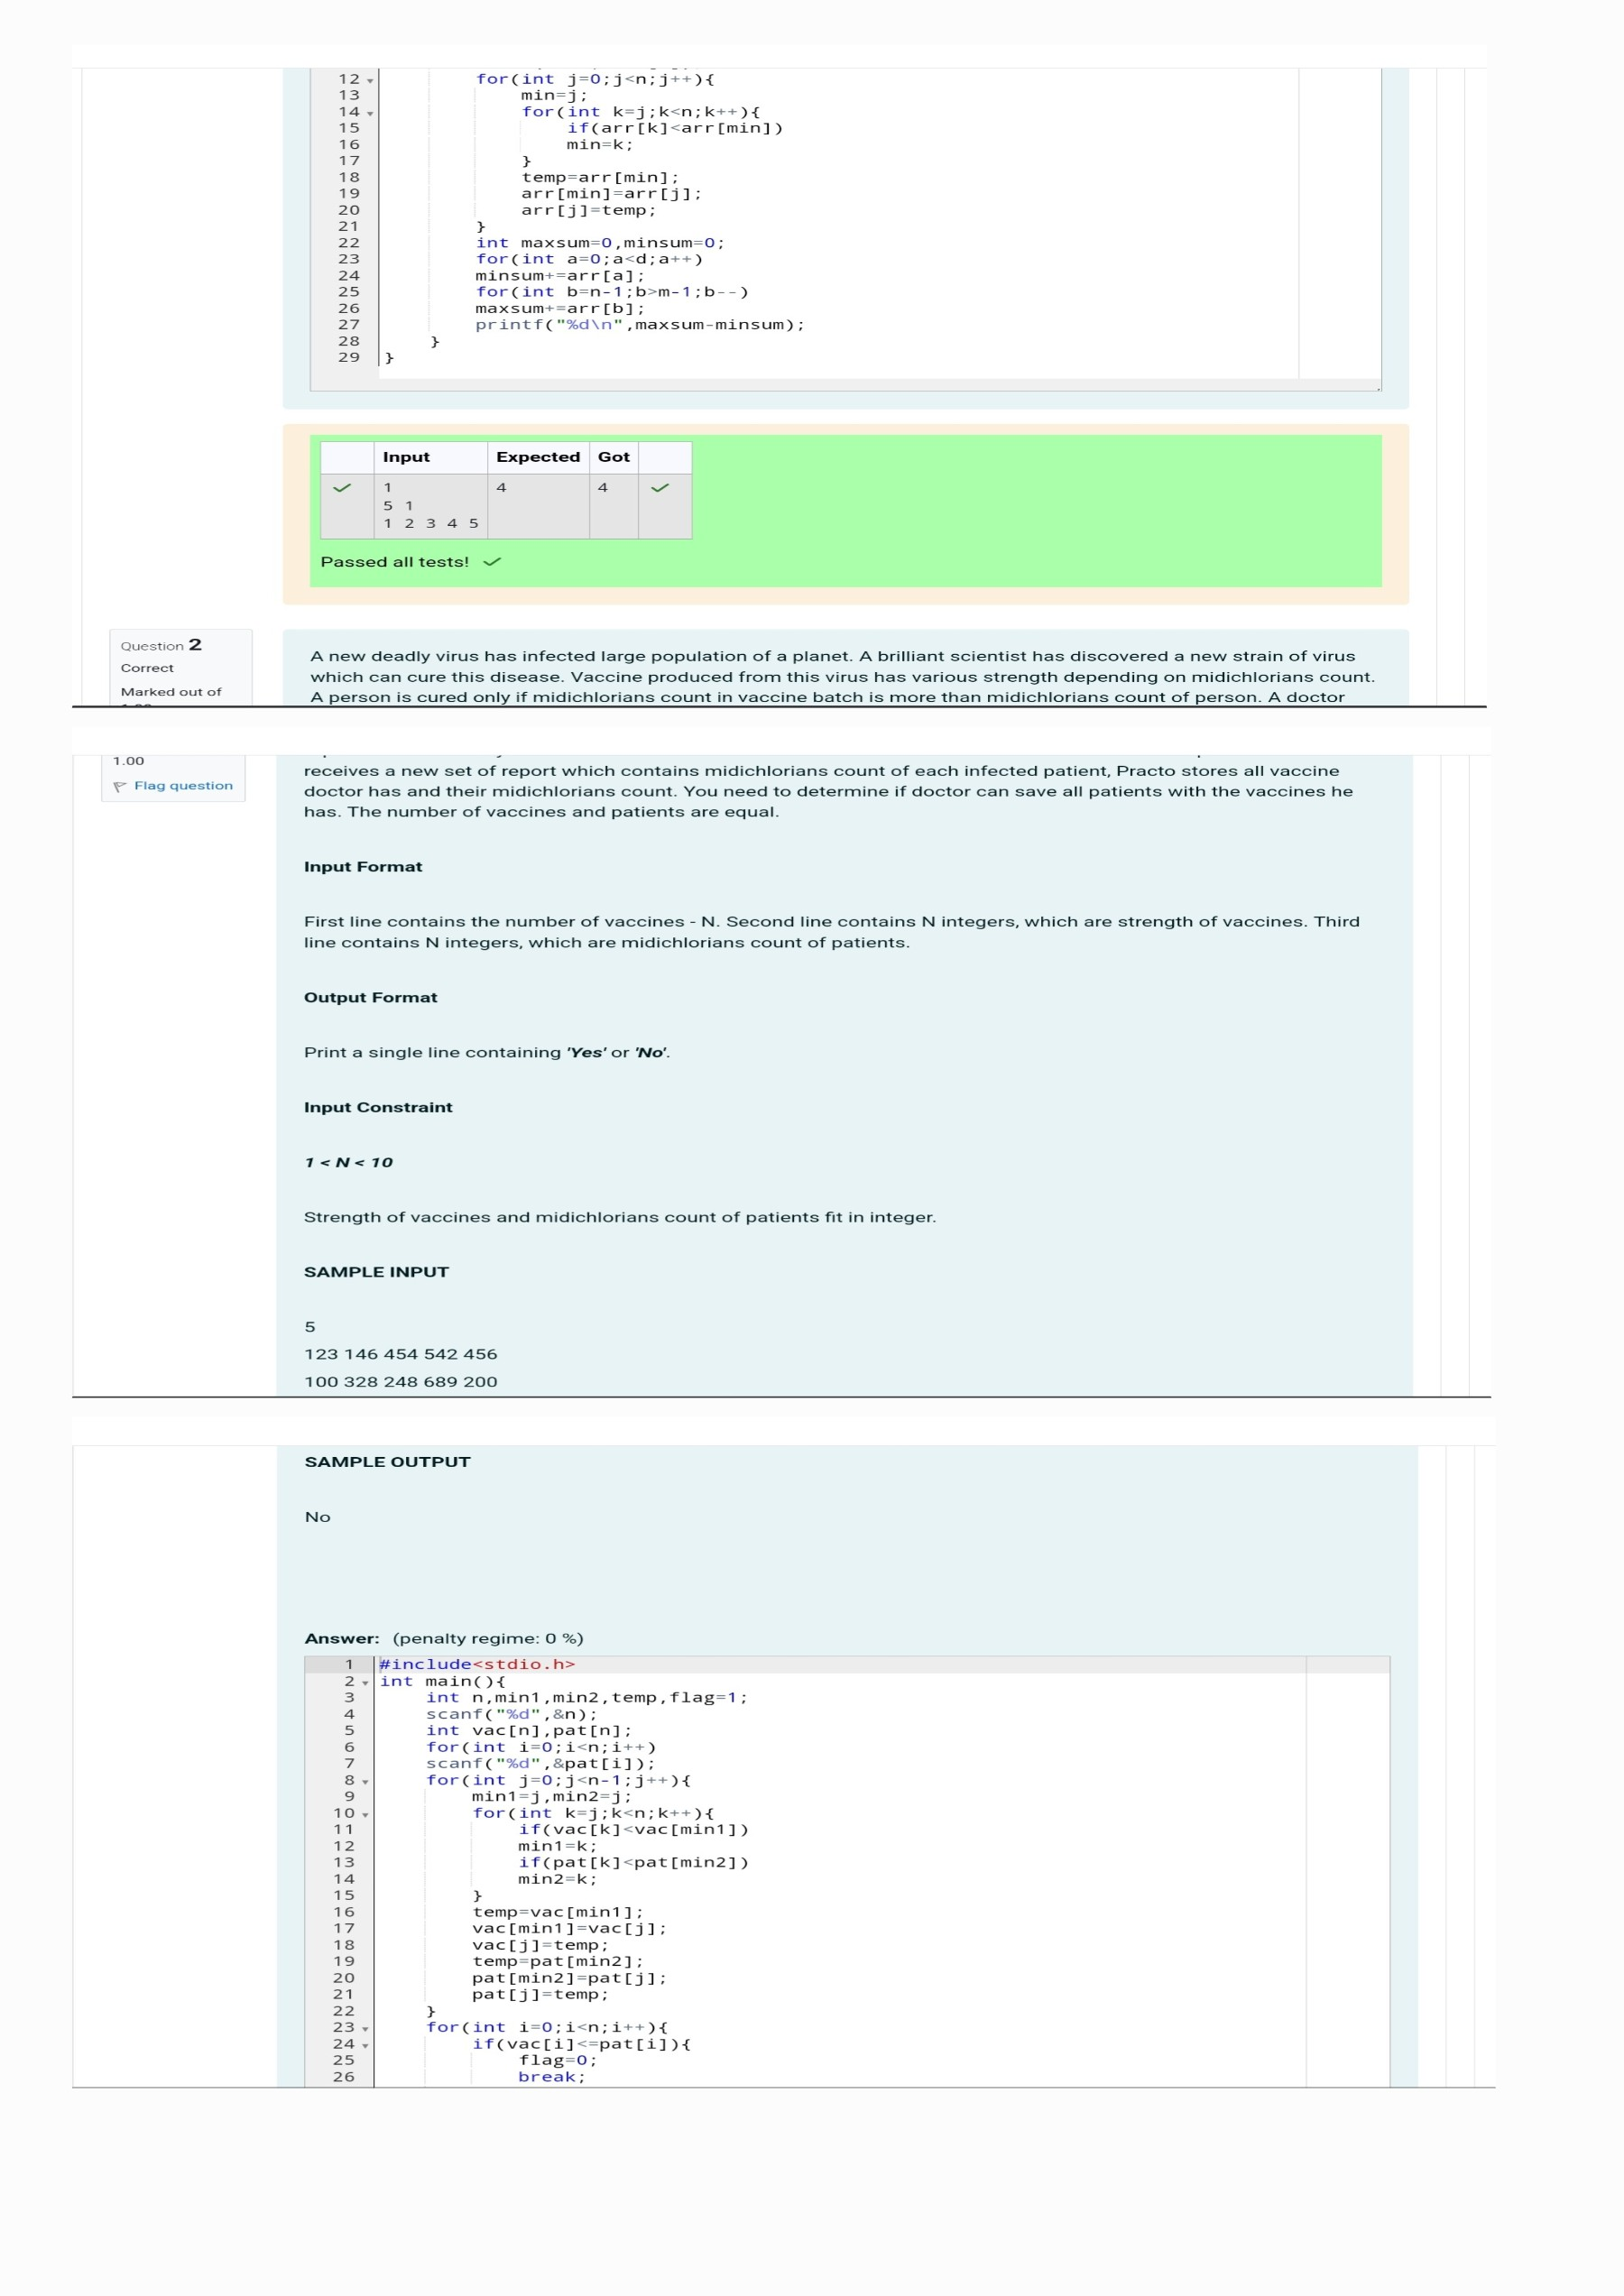 12 for(int j=0;j<n;j++){
13 min=j;
14 for(int k=j;k<n;k++){
15 if(arr[k]<arr[min])
16 min=k;
17 }
18 temp=arr[min];
19 arr[min]=arr[j];
20 arr[j]=temp;
21 }
22 int maxsum=0,minsum=0;
23 for(int a=0;a<d;a++)
24 minsum+=arr[a];
25 for(int b=n-1;b>m-1;b--)
26 maxsum+=arr[b];
27 printf("%d\n",maxsum-minsum);
28 }
29 }
Input Expected Got
1 4 4
5 1
1 2 3 4 5
Passed all tests!
Question 2
Correct
Marked out of
A new deadly virus has infected large population of a planet. A brilliant scientist has discovered a new strain of virus
which can cure this disease. Vaccine produced from this virus has various strength depending on midichlorians count.
A person is cured only if midichlorians count in vaccine batch is more than midichlorians count of person. A doctor
1.00
Flag question
receives a new set of report which contains midichlorians count of each infected patient, Practo stores all vaccine
doctor has and their midichlorians count. You need to determine if doctor can save all patients with the vaccines he
has. The number of vaccines and patients are equal.
Input Format
First line contains the number of vaccines - N. Second line contains N integers, which are strength of vaccines. Third
line contains N integers, which are midichlorians count of patients.
Output Format
Print a single line containing 'Yes' or 'No'.
Input Constraint
1 < N < 10
Strength of vaccines and midichlorians count of patients fit in integer.
SAMPLE INPUT
5
123 146 454 542 456
100 328 248 689 200
SAMPLE OUTPUT
No
Answer: (penalty regime: 0 %)
1 #include<stdio.h>
2 int main(){
3 int n,min1,min2,temp,flag=1;
4 scanf("%d",&n);
5 int vac[n],pat[n];
6 for(int i=0;i<n;i++)
7 scanf("%d",&pat[i]);
8 for(int j=0;j<n-1;j++){
9 min1=j,min2=j;
10 for(int k=j;k<n;k++){
11 if(vac[k]<vac[min1])
12 min1=k;
13 if(pat[k]<pat[min2])
14 min2=k;
15 }
16 temp=vac[min1];
17 vac[min1]=vac[j];
18 vac[j]=temp;
19 temp=pat[min2];
20 pat[min2]=pat[j];
21 pat[j]=temp;
22 }
23 for(int i=0;i<n;i++){
24 if(vac[i]<=pat[i]){
25 flag=0;
26 break;